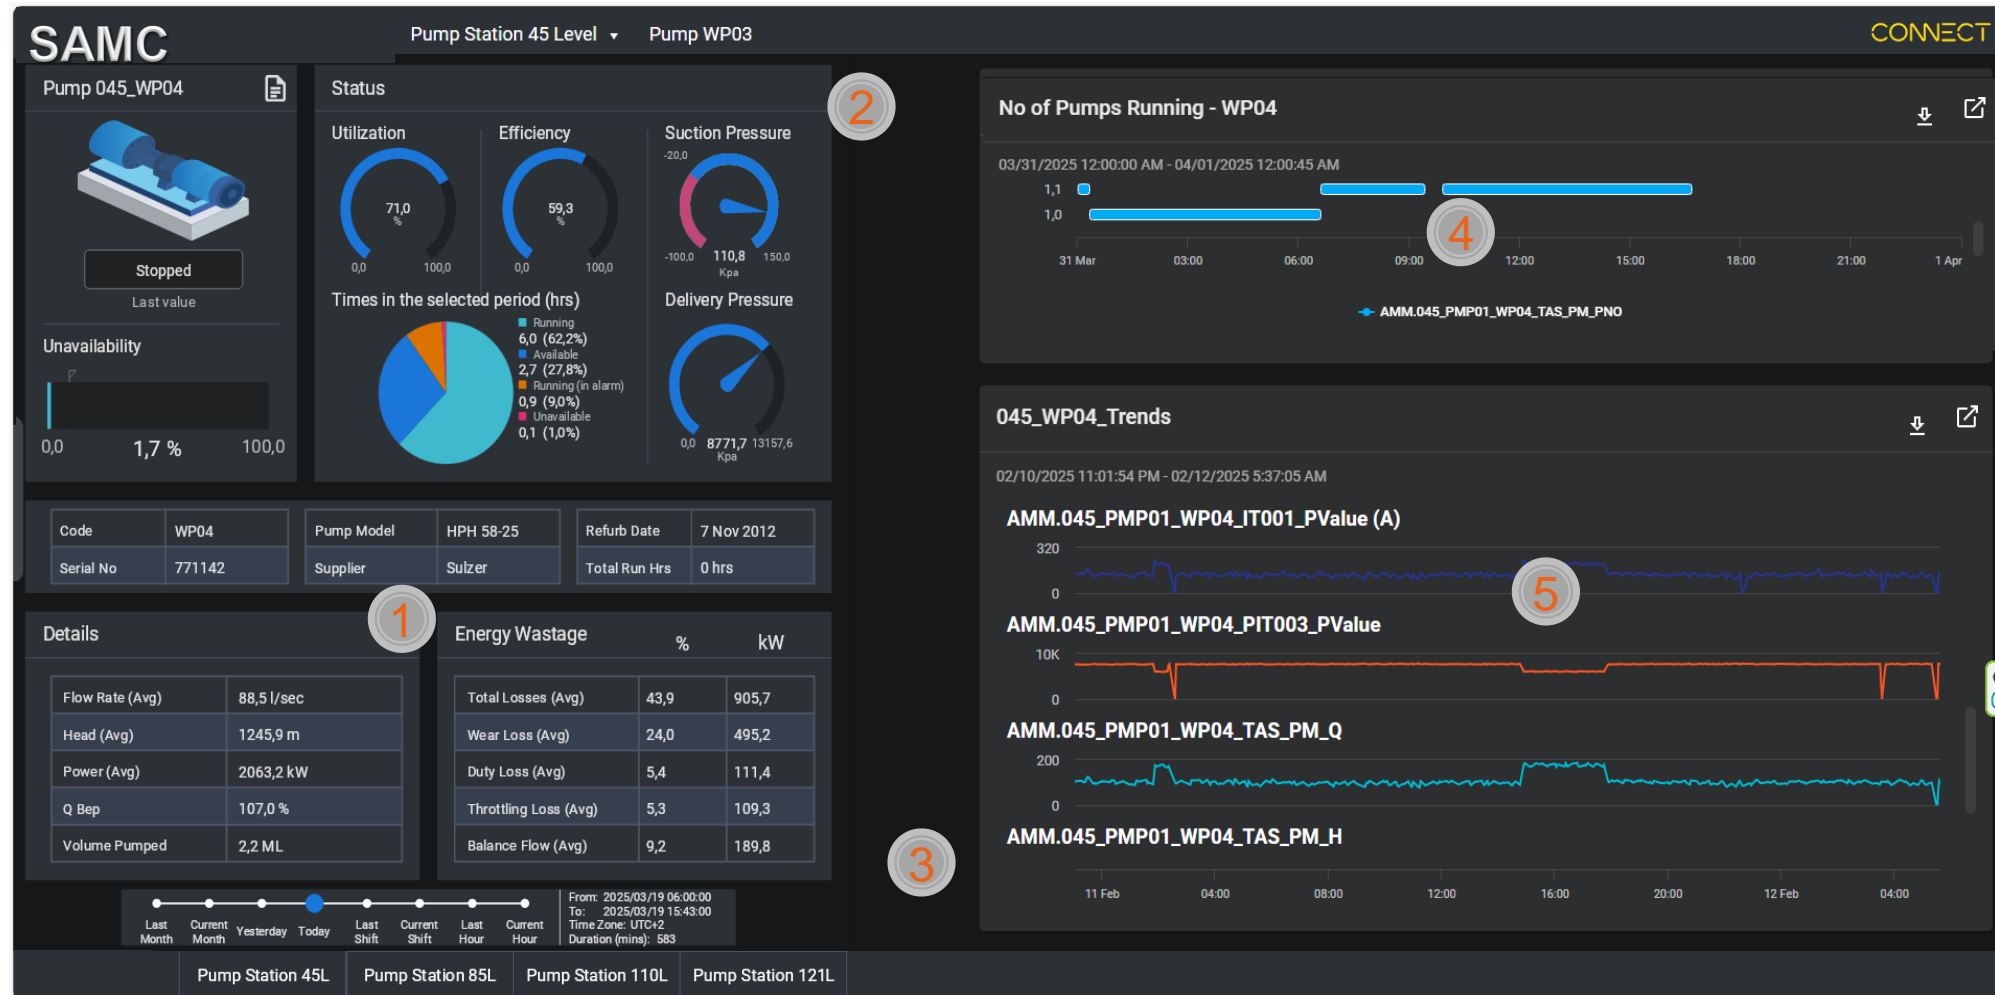 SAMC
Pump Station 45 Level
Pump WP03
CONNECT
Pump 045_WP04
Stopped
Last value
Unavailability
0,0
1,7 %
100,0
Status
2
Utilization
71,0
%
0,0
100,0
Efficiency
59,3
%
0,0
100,0
Suction Pressure
-20,0
-100,0
110,8
150,0
Kpa
Times in the selected period (hrs)
Running
6,0 (62,2%)
Available
2,7 (27,8%)
Running (in alarm)
0,9 (9,0%)
Unavailable
0,1 (1,0%)
Delivery Pressure
0,0
8771,7
13157,6
Kpa
Code
WP04
Serial No
771142
Pump Model
HPH 58-25
Supplier
Sulzer
Refurb Date
7 Nov 2012
Total Run Hrs
0 hrs
1
Details
Flow Rate (Avg)
88,5 l/sec
Head (Avg)
1245,9 m
Power (Avg)
2063,2 kW
Q Bep
107,0 %
Volume Pumped
2,2 ML
Energy Wastage
%
kW
Total Losses (Avg)
43,9
905,7
Wear Loss (Avg)
24,0
495,2
Duty Loss (Avg)
5,4
111,4
Throttling Loss (Avg)
5,3
109,3
Balance Flow (Avg)
9,2
189,8
3
Last
Month
Current
Month
Yesterday
Today
Last
Shift
Current
Shift
Last
Hour
Current
Hour
From: 2025/03/19 06:00:00
To: 2025/03/19 15:43:00
Time Zone: UTC+2
Duration (mins): 583
Pump Station 45L
Pump Station 85L
Pump Station 110L
Pump Station 121L
No of Pumps Running - WP04
03/31/2025 12:00:00 AM - 04/01/2025 12:00:45 AM
1,1
1,0
4
31 Mar
03:00
06:00
09:00
12:00
15:00
18:00
21:00
1 Apr
AMM.045_PMP01_WP04_TAS_PM_PNO
045_WP04_Trends
02/10/2025 11:01:54 PM - 02/12/2025 5:37:05 AM
AMM.045_PMP01_WP04_IT001_PValue (A)
320
0
5
AMM.045_PMP01_WP04_PIT003_PValue
10K
0
AMM.045_PMP01_WP04_TAS_PM_Q
200
0
AMM.045_PMP01_WP04_TAS_PM_H
11 Feb
04:00
08:00
12:00
16:00
20:00
12 Feb
04:00